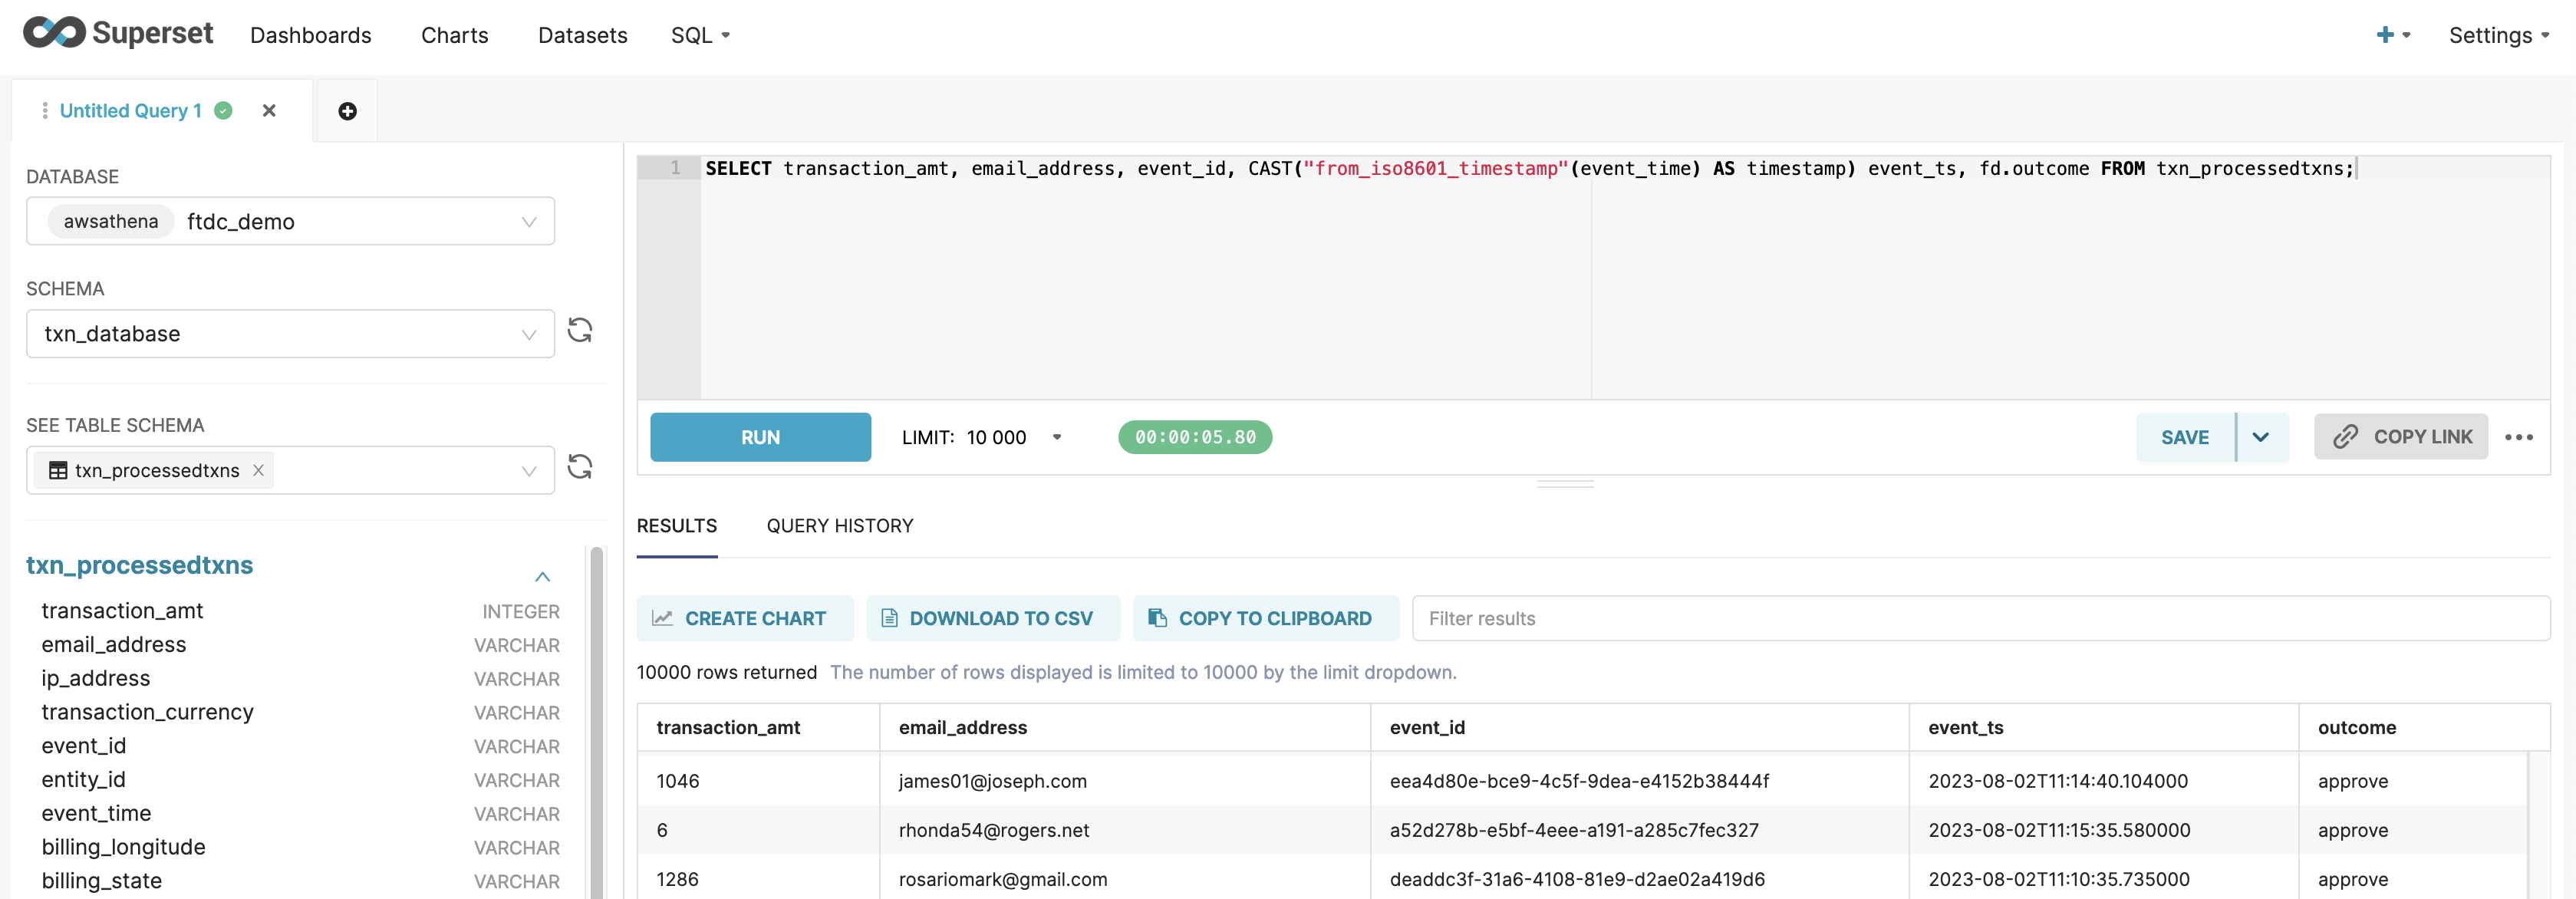 Superset Dashboards Charts Datasets SQL Settings
Untitled Query 1
DATABASE
awsathena ftdc_demo
SCHEMA
txn_database
SEE TABLE SCHEMA
txn_processedtxns
txn_processedtxns
transaction_amt INTEGER
email_address VARCHAR
ip_address VARCHAR
transaction_currency VARCHAR
event_id VARCHAR
entity_id VARCHAR
event_time VARCHAR
billing_longitude VARCHAR
billing_state VARCHAR
1 SELECT transaction_amt, email_address, event_id, CAST("from_iso8601_timestamp"(event_time) AS timestamp) event_ts, fd.outcome FROM txn_processedtxns;
RUN LIMIT: 10 000 00:00:05.80 SAVE COPY LINK
RESULTS QUERY HISTORY
CREATE CHART DOWNLOAD TO CSV COPY TO CLIPBOARD Filter results
10000 rows returned The number of rows displayed is limited to 10000 by the limit dropdown.
transaction_amt email_address event_id event_ts outcome
1046 james01@joseph.com eea4d80e-bce9-4c5f-9dea-e4152b38444f 2023-08-02T11:14:40.104000 approve
6 rhonda54@rogers.net a52d278b-e5bf-4eee-a191-a285c7fec327 2023-08-02T11:15:35.580000 approve
1286 rosariomark@gmail.com deaddc3f-31a6-4108-81e9-d2ae02a419d6 2023-08-02T11:10:35.735000 approve